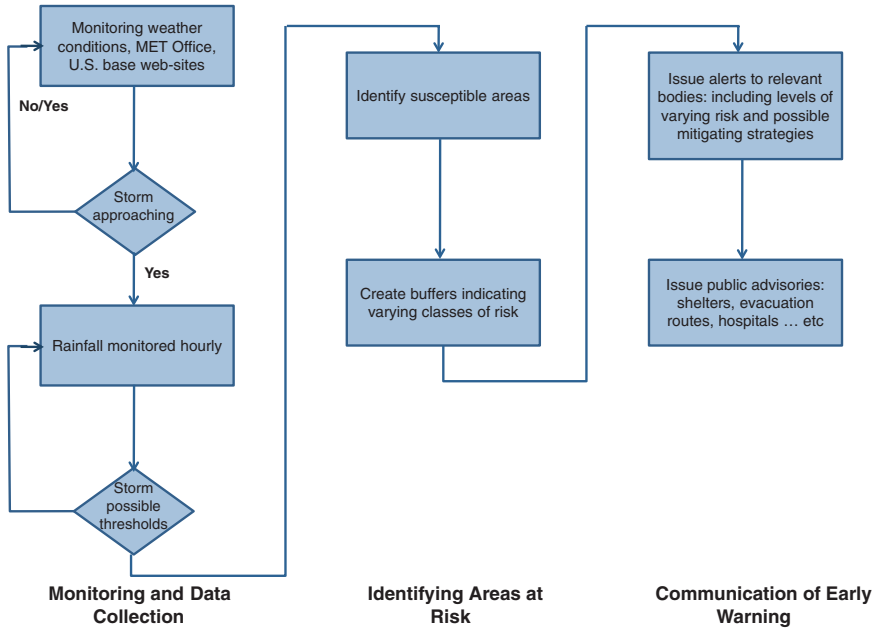 Monitoring weather
conditions, MET Office,
U.S. base web-sites
No/Yes
Storm
approaching
Yes
Rainfall monitored hourly
Storm
possible
thresholds
Monitoring and Data
Collection
Identify susceptible areas
Create buffers indicating
varying classes of risk
Identifying Areas at
Risk
Issue alerts to relevant
bodies: including levels of
varying risk and possible
mitigating strategies
Issue public advisories:
shelters, evacuation
routes, hospitals … etc
Communication of Early
Warning